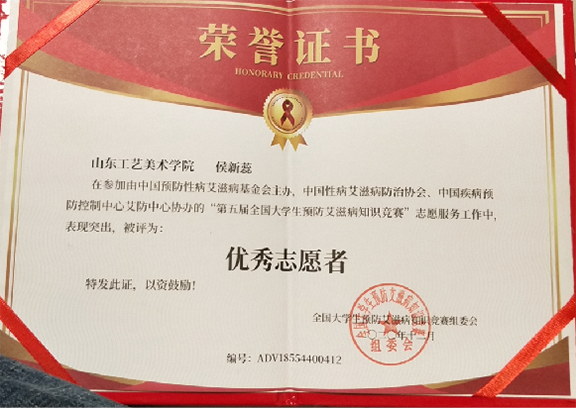 荣誉证书
HONORARY CREDENTIAL
山东工艺美术学院 侯新蕊
在参加由中国预防性病艾滋病基金会主办、中国性病艾滋病防治协会、中国疾病预
防控制中心艾防中心协办的“第五届全国大学生预防艾滋病知识竞赛”志愿服务工作中,
表现突出，被评为：
优秀志愿者
特发此证，以资鼓励！
全国大学生预防艾滋病知识竞赛组委会
年十二月
组委会
编号：ADV18554400412